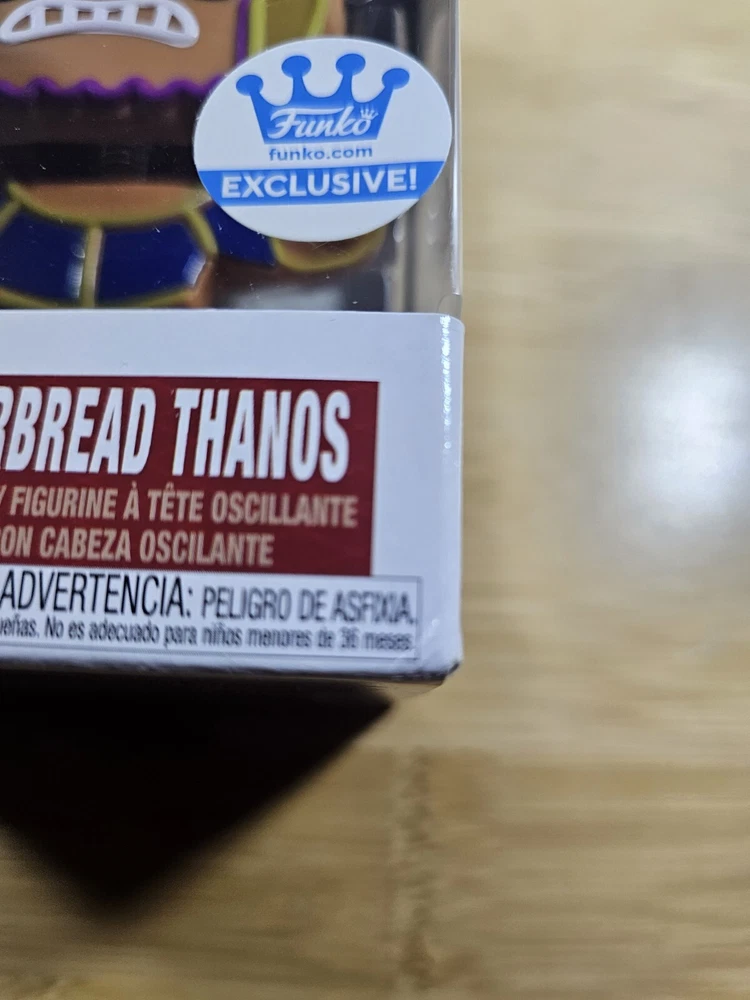 Funko
funko.com
EXCLUSIVE!
RBREAD THANOS
/ FIGURINE À TÊTE OSCILLANTE
ON CABEZA OSCILANTE
ADVERTENCIA: PELIGRO DE ASFIXIA.
ueñas. No es adecuado para niños menores de 36 meses.